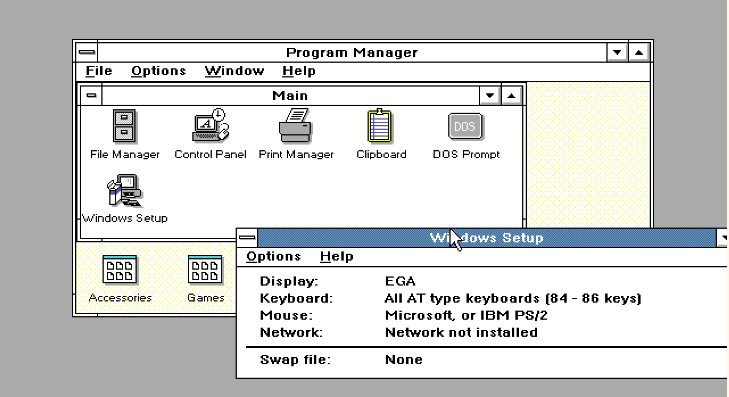 Program Manager
File Options Window Help
Main
File Manager Control Panel Print Manager Clipboard DOS Prompt
DOS
Windows Setup
Windows Setup
Options Help
Display: EGA
Keyboard: All AT type keyboards (84 - 86 keys)
Mouse: Microsoft, or IBM PS/2
Network: Network not installed
Swap file: None
Accessories Games